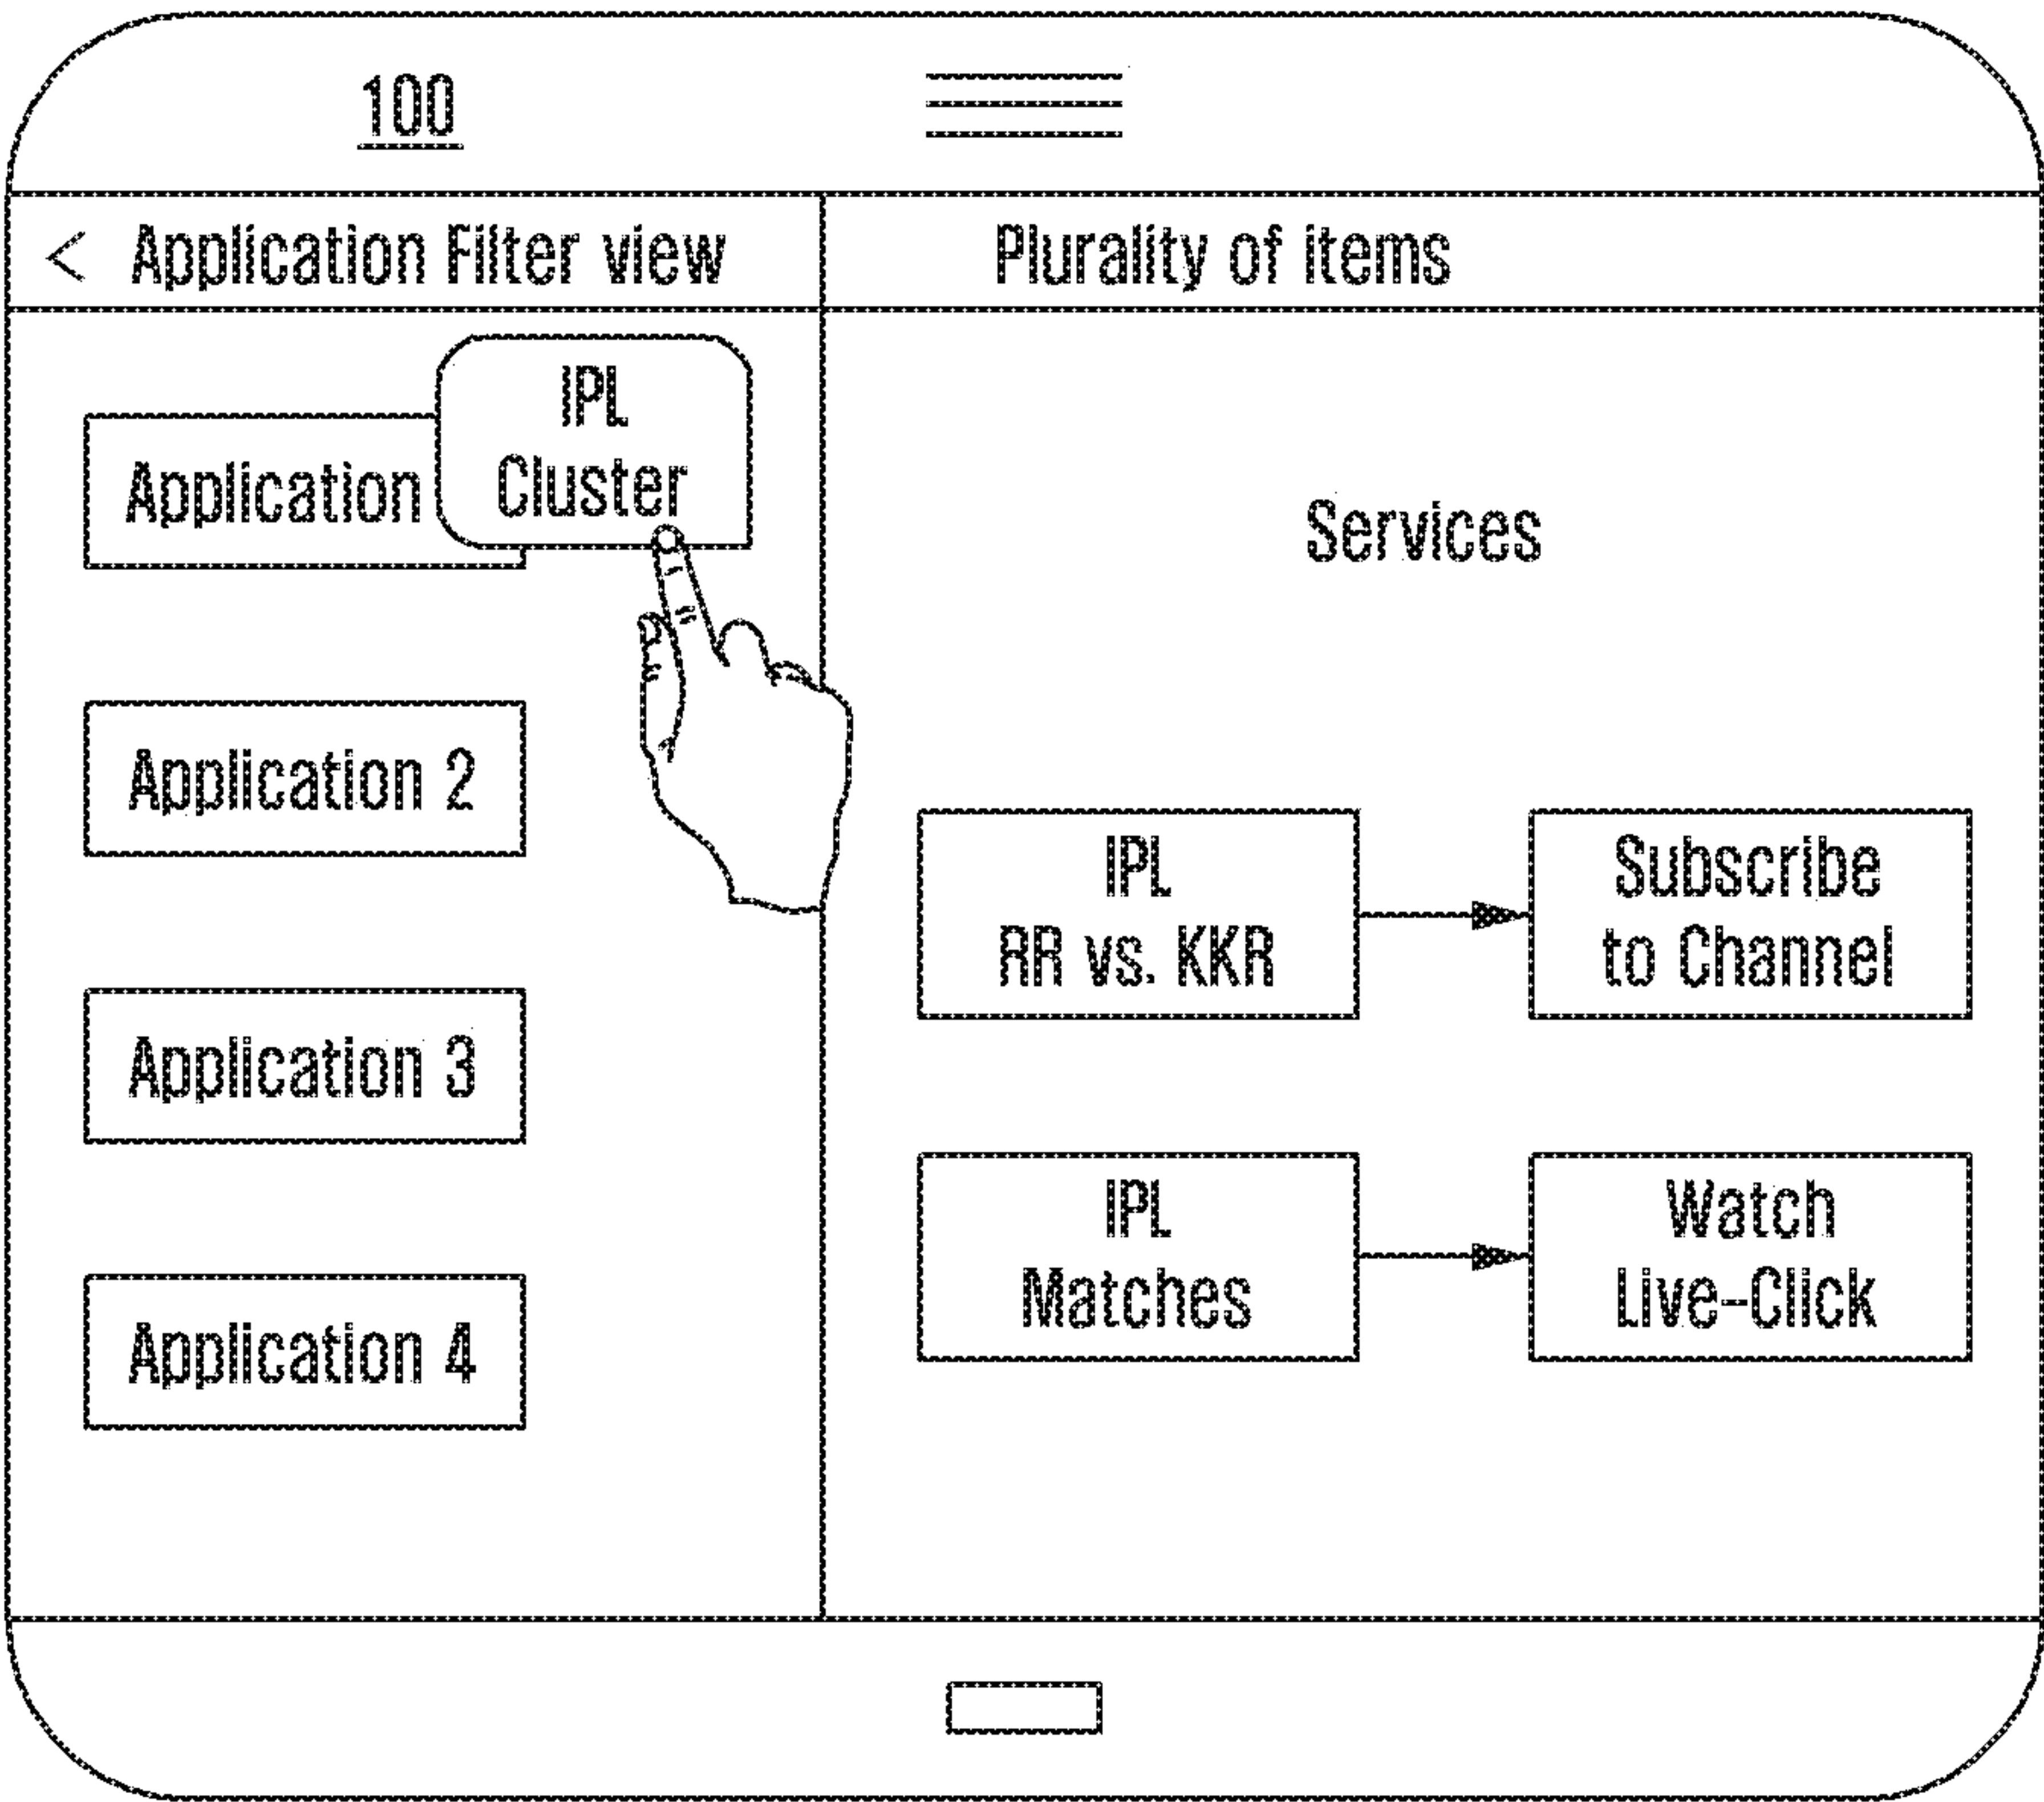 100
< Application Filter view
Plurality of items
IPL
Cluster
Application
Application 2
Application 3
Application 4
Services
IPL
RR vs. KKR
Subscribe
to Channel
IPL
Matches
Watch
Live-Click